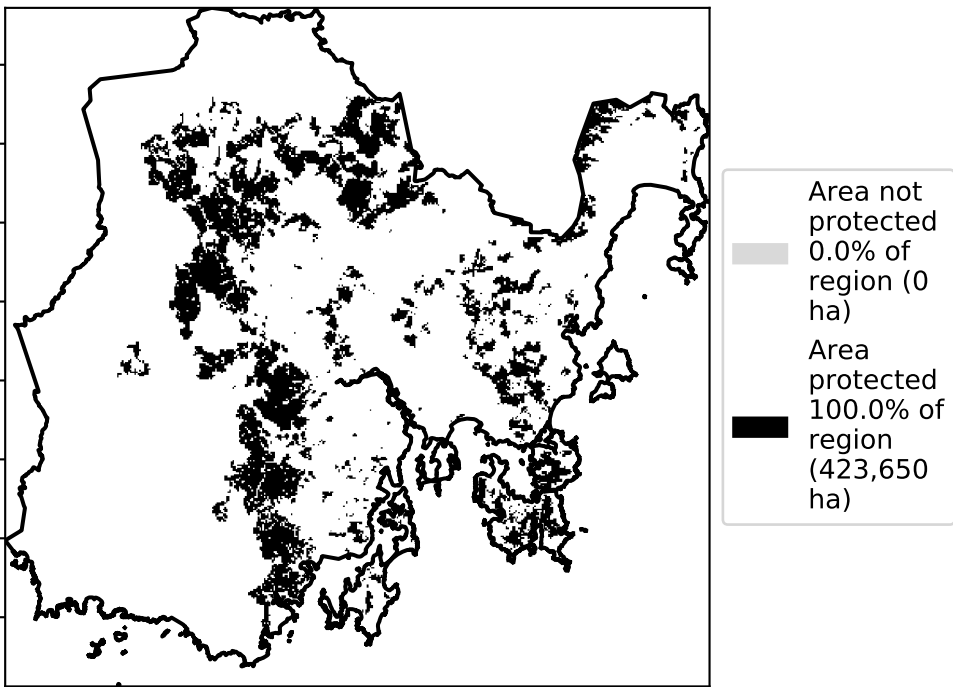 Area not
protected
0.0% of
region (0
ha)
Area
protected
100.0% of
region
(423,650
ha)